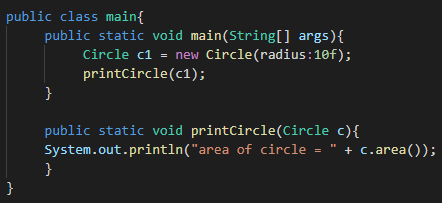 public class main{
public static void main(String[] args){
Circle c1 = new Circle(radius:10f);
printCircle(c1);
}
public static void printCircle(Circle c){
System.out.println("area of circle = " + c.area());
}
}